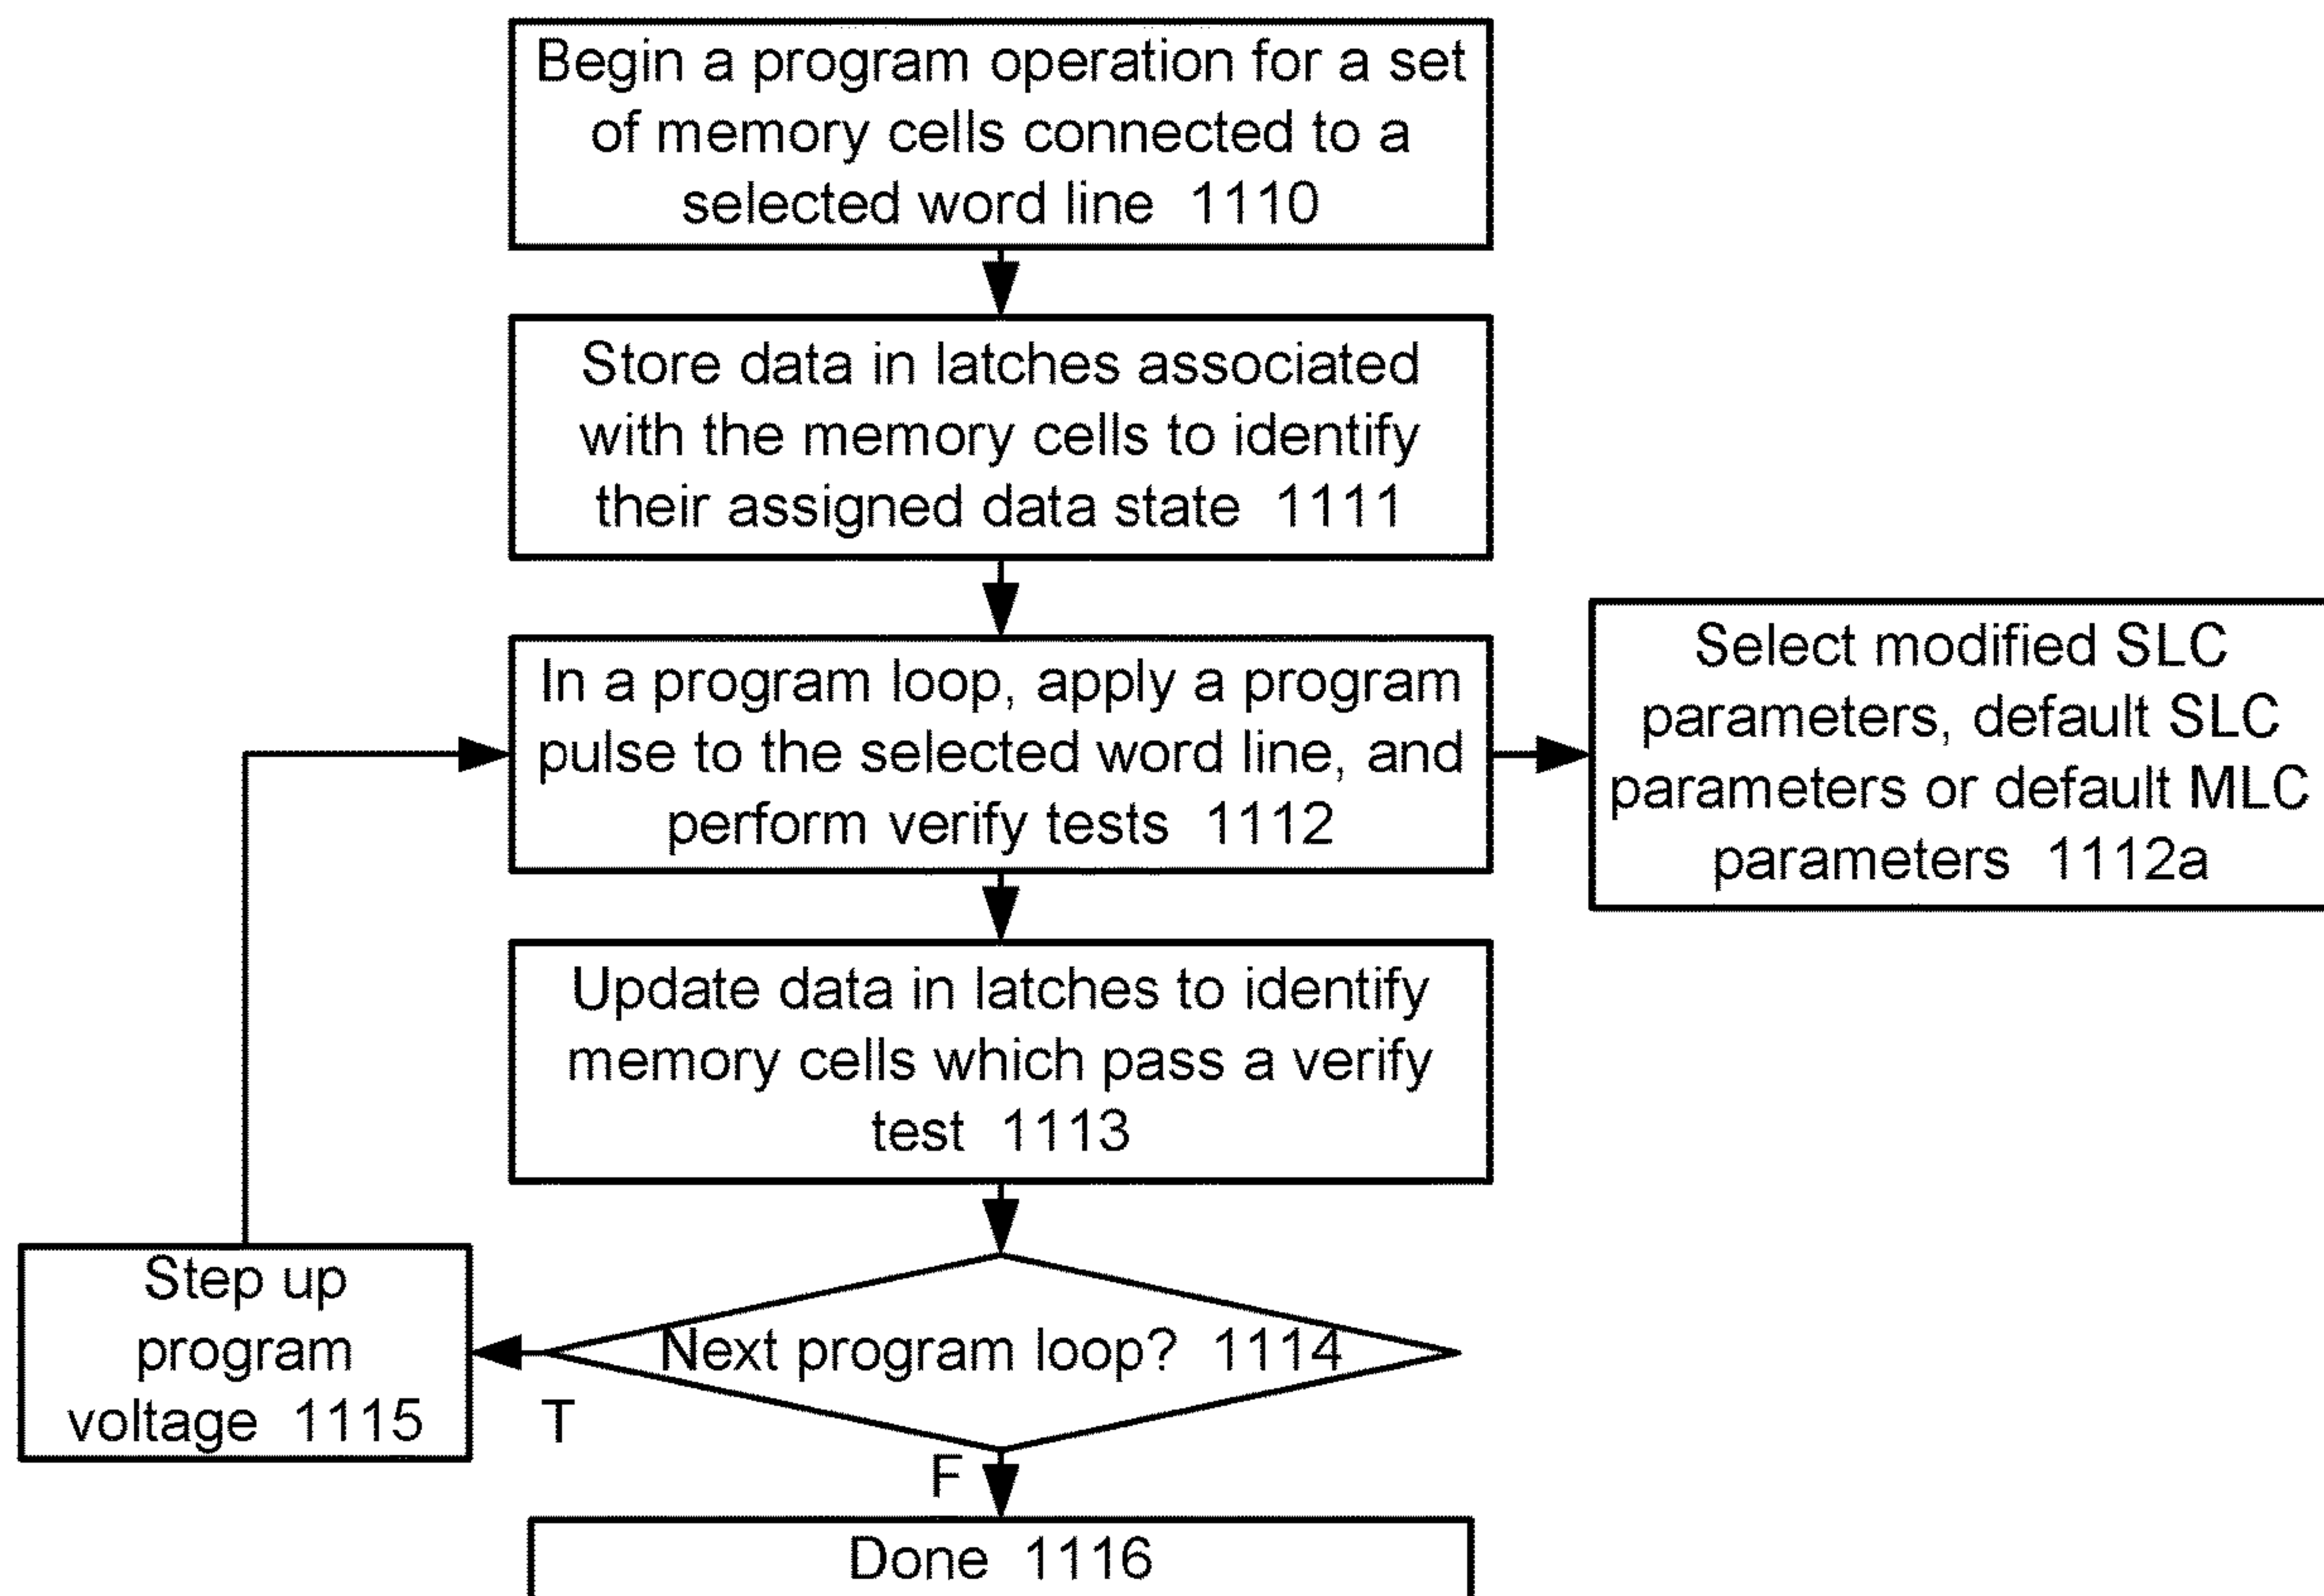 Begin a program operation for a set
of memory cells connected to a
selected word line 1110
Store data in latches associated
with the memory cells to identify
their assigned data state 1111
In a program loop, apply a program
pulse to the selected word line, and
perform verify tests 1112
Select modified SLC
parameters, default SLC
parameters or default MLC
parameters 1112a
Update data in latches to identify
memory cells which pass a verify
test 1113
Next program loop? 1114
T
Step up
program
voltage 1115
F
Done 1116